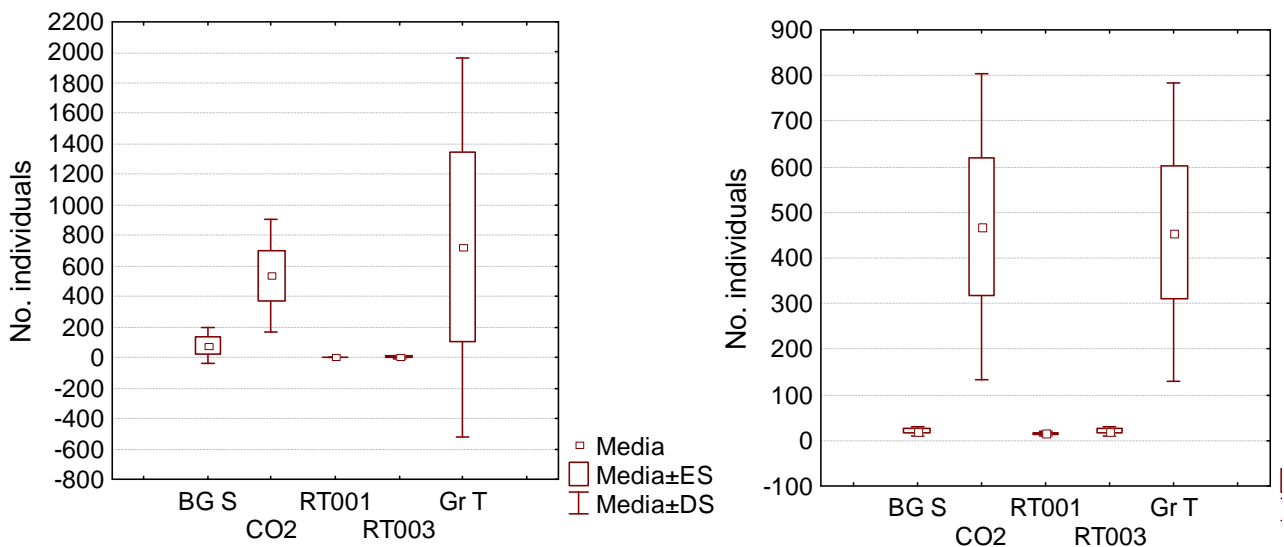 No. individuals
2200
2000
1800
1600
1400
1200
1000
800
600
400
200
0
-200
-400
-600
-800
BG S
CO2
RT001
RT003
Gr T
Media
Media±ES
Media±DS
No. individuals
900
800
700
600
500
400
300
200
100
0
-100
BG S
CO2
RT001
RT003
Gr T